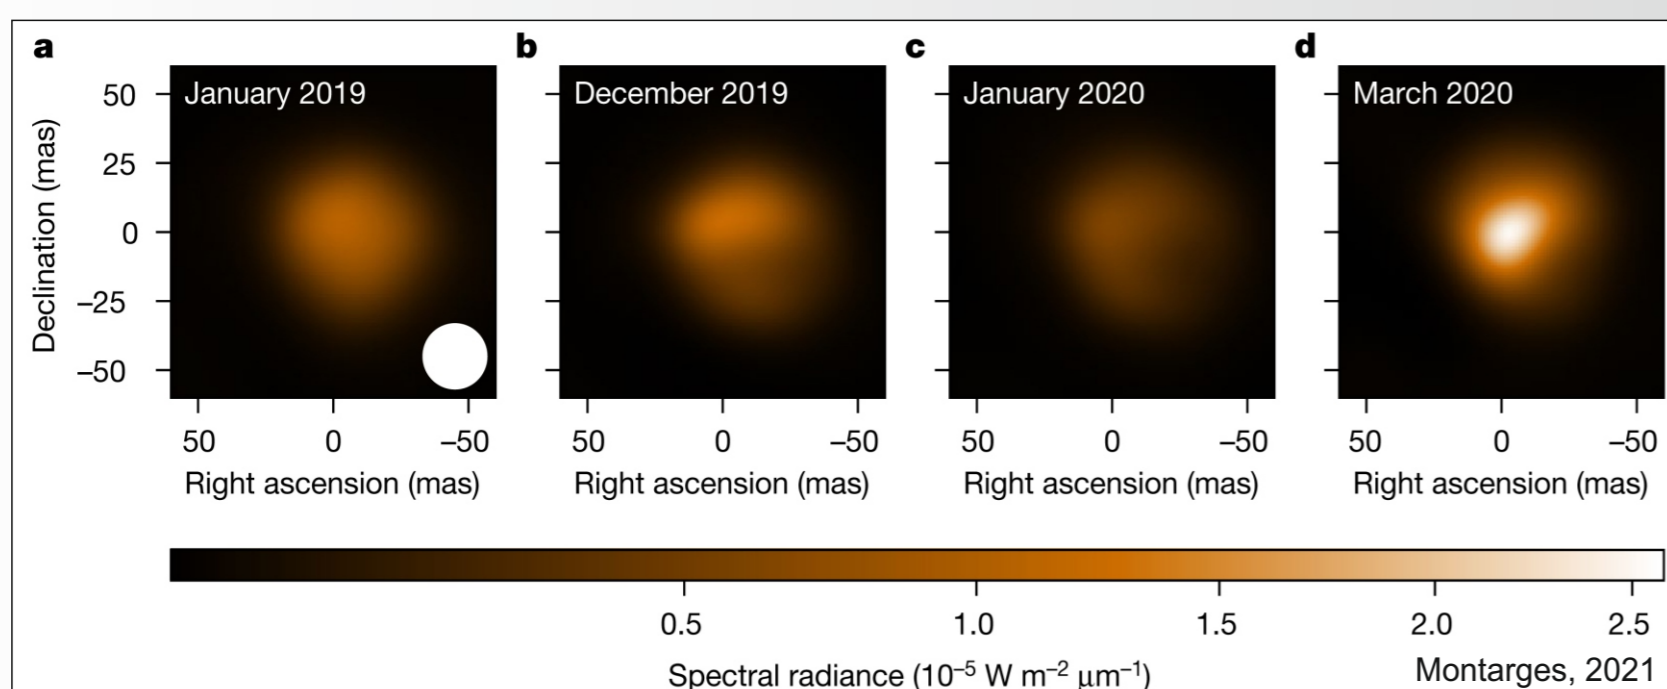 a b c d
January 2019 December 2019 January 2020 March 2020
50
25
0
−25
−50
Declination (mas)
50 0 −50 50 0 −50 50 0 −50 50 0 −50
Right ascension (mas) Right ascension (mas) Right ascension (mas) Right ascension (mas)
0.5 1.0 1.5 2.0 2.5
Spectral radiance (10⁻⁵ W m⁻² μm⁻¹) Montarges, 2021